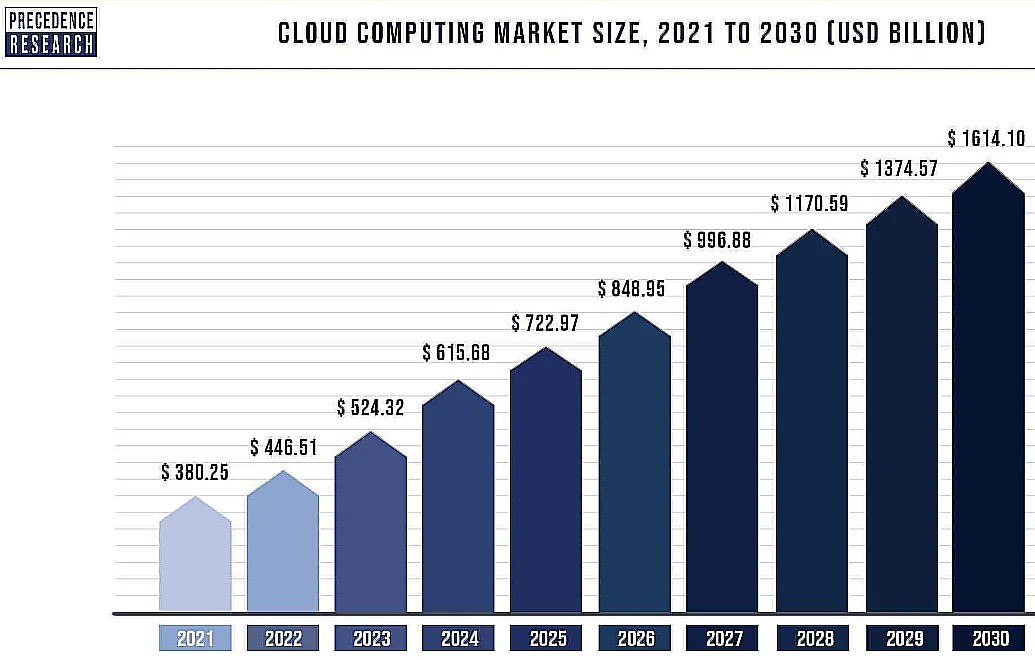 PRECEDENCE
RESEARCH
CLOUD COMPUTING MARKET SIZE, 2021 TO 2030 (USD BILLION)
$ 380.25
$ 446.51
$ 524.32
$ 615.68
$ 722.97
$ 848.95
$ 996.88
$ 1170.59
$ 1374.57
$ 1614.10
2021 2022 2023 2024 2025 2026 2027 2028 2029 2030